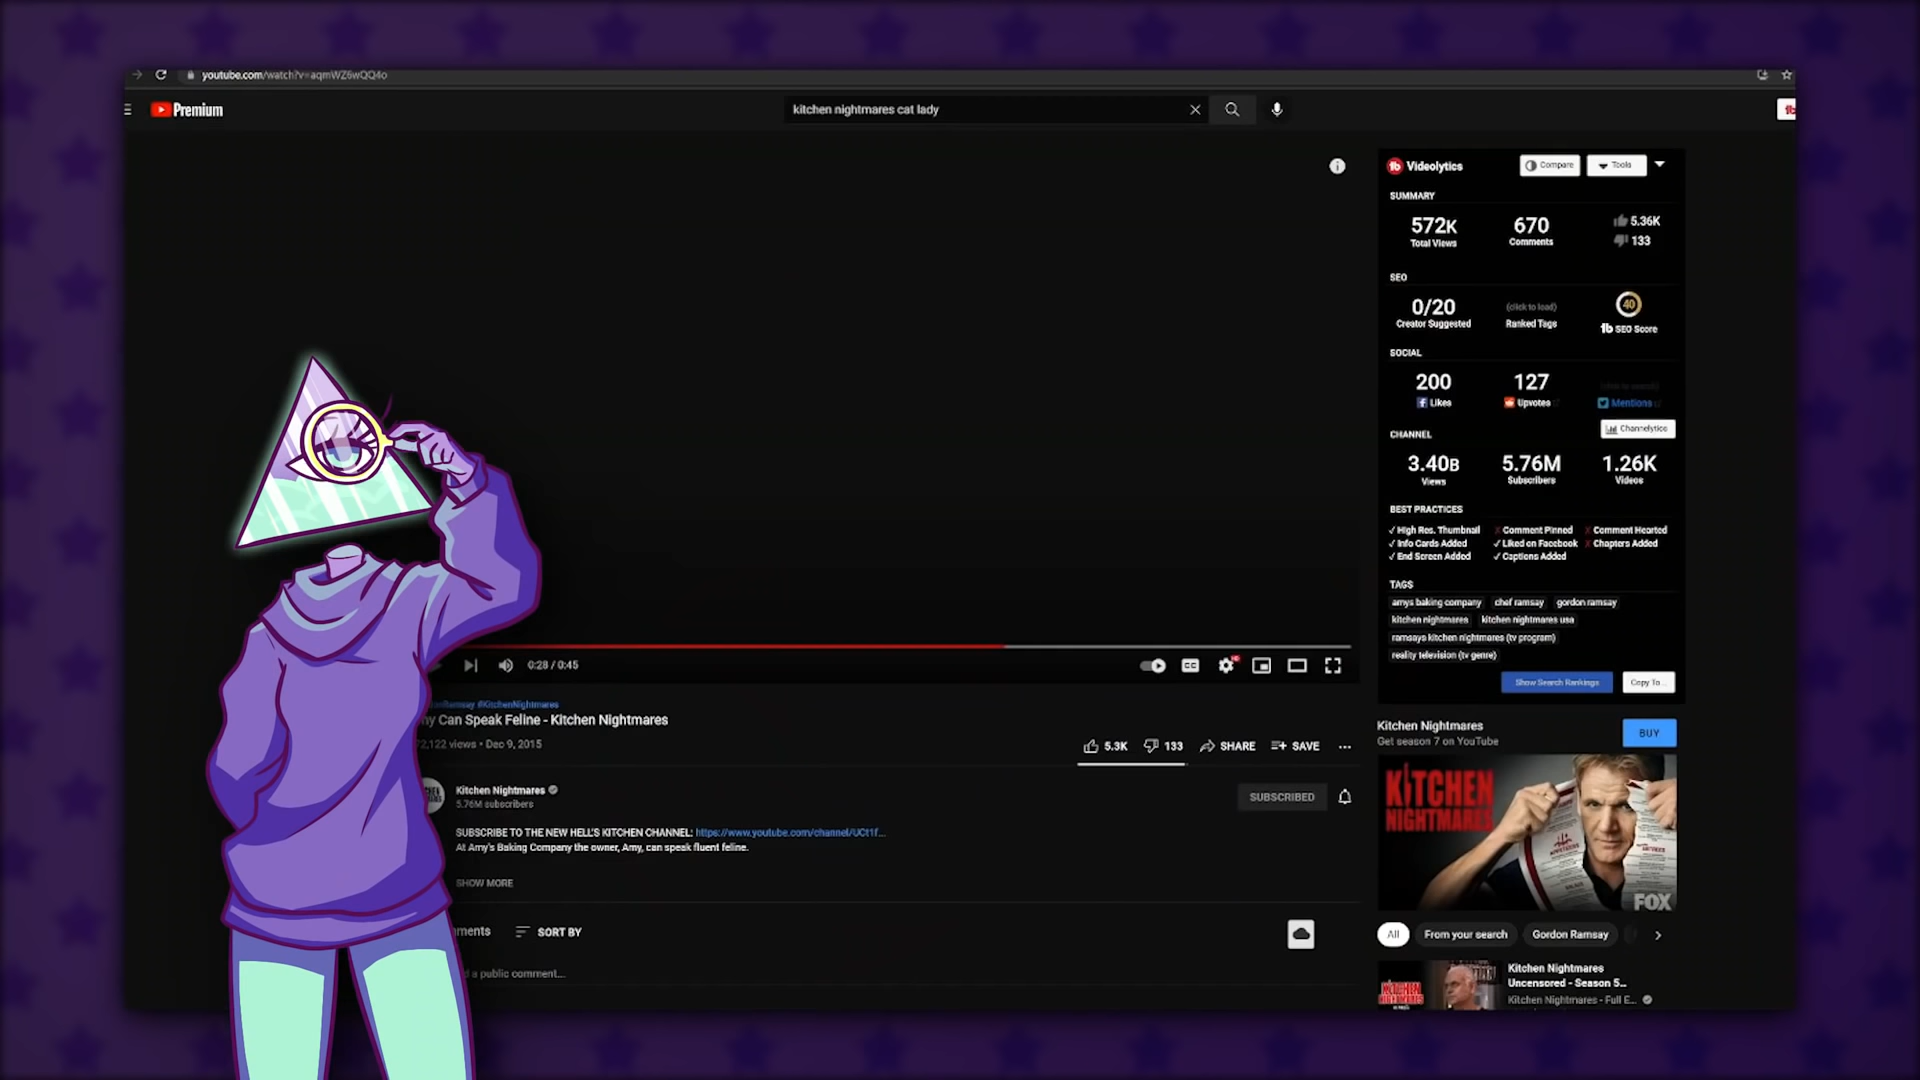 youtube.com/watch?v=aqmWZ6wQQ4o
Premium
kitchen nightmares cat lady
Videolytics
Compare
Tools
SUMMARY
572K
Total Views
670
Comments
5.36K
133
SEO
0/20
Creator Suggested
(click to load)
Ranked Tags
40
SEO Score
SOCIAL
200
Likes
127
Upvotes
Mentions
CHANNEL
Channelytics
3.40B
Views
5.76M
Subscribers
1.26K
Videos
BEST PRACTICES
High Res. Thumbnail
Comment Pinned
Comment Hearted
Info Cards Added
Liked on Facebook
Chapters Added
End Screen Added
Captions Added
TAGS
amys baking company chef ramsay gordon ramsay
kitchen nightmares kitchen nightmares usa
ramsays kitchen nightmares (tv program)
reality television (tv genre)
Show Search Rankings
Copy To...
0:28 / 0:45
#KitchenNightmares
Can Speak Feline - Kitchen Nightmares
2,122 views • Dec 9, 2015
5.3K
133
SHARE
SAVE
Kitchen Nightmares
5.76M subscribers
SUBSCRIBED
SUBSCRIBE TO THE NEW HELL'S KITCHEN CHANNEL: https://www.youtube.com/channel/UCt1f...
At Amy's Baking Company the owner, Amy, can speak fluent feline.
SHOW MORE
SORT BY
a public comment...
Kitchen Nightmares
Get season 7 on YouTube
BUY
KITCHEN
NIGHTMARES
FOX
All
From your search
Gordon Ramsay
Kitchen Nightmares
Uncensored - Season 5...
Kitchen Nightmares - Full E...
KITCHEN
NIGHTMARES